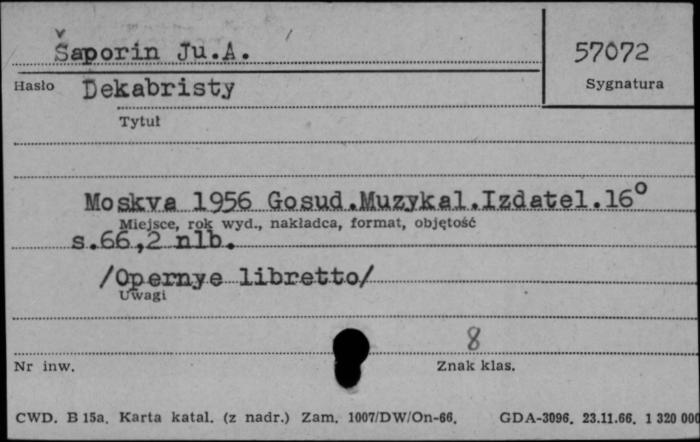 Šaporin Ju.A.
57072
Hasło Dekabristy
Sygnatura
Tytuł
Moskva 1956 Gosud.Muzykal.Izdatel.16°
Miejsce, rok wyd., nakładca, format, objętość
s.66,2 nlb.
/Opernye libretto/
Uwagi
8
Nr inw.
Znak klas.
CWD. B 15a. Karta katal. (z nadr.) Zam. 1007/DW/On-66. GDA-3096. 23.11.66. 1 320 000